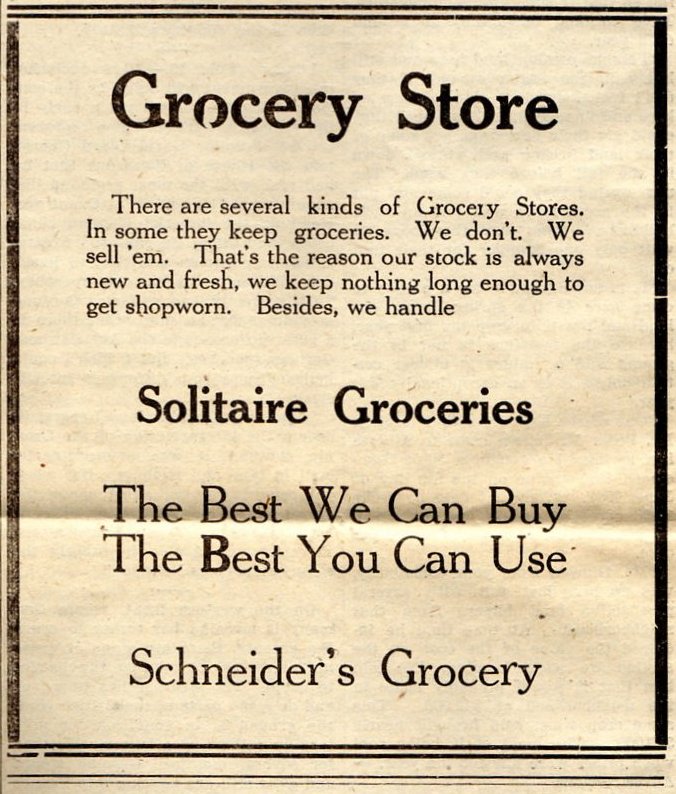 Grocery Store
There are several kinds of Grocery Stores.
In some they keep groceries. We don't. We
sell 'em. That's the reason our stock is always
new and fresh, we keep nothing long enough to
get shopworn. Besides, we handle
Solitaire Groceries
The Best We Can Buy
The Best You Can Use
Schneider's Grocery